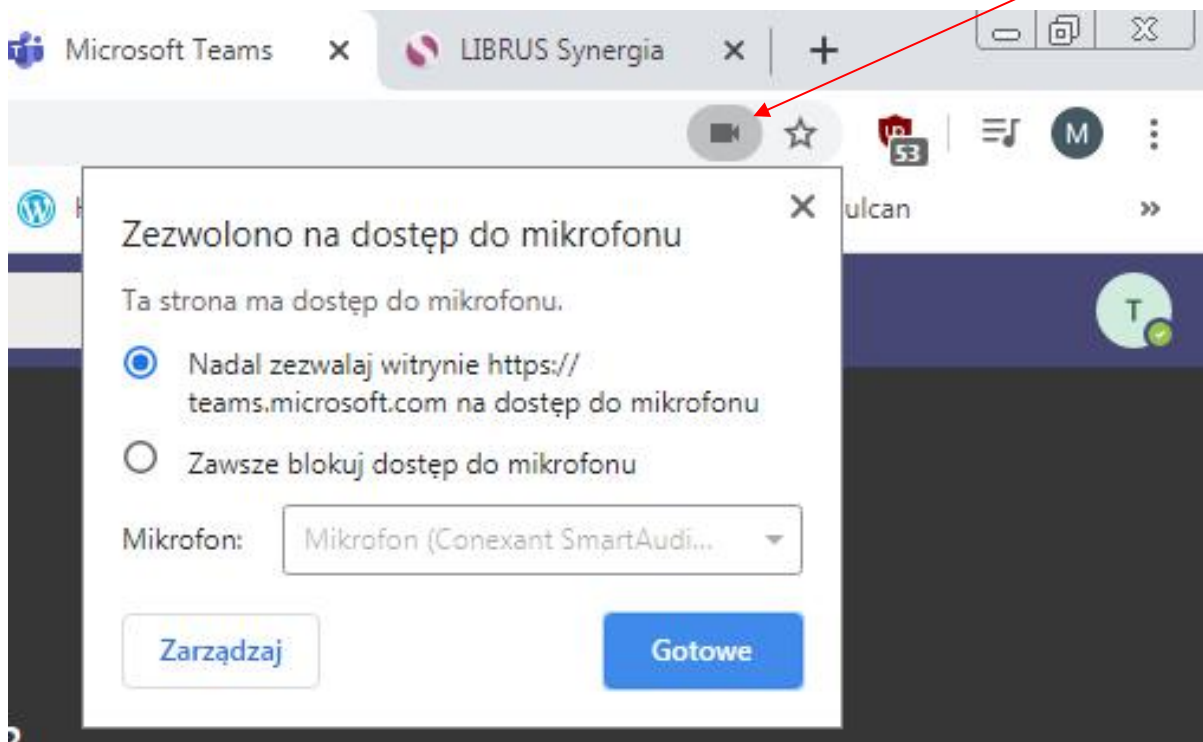 Microsoft Teams
LIBRUS Synergia
53
M
ulcan
Zezwolono na dostęp do mikrofonu
Ta strona ma dostęp do mikrofonu.
T
Nadal zezwalaj witrynie https://
teams.microsoft.com na dostęp do mikrofonu
Zawsze blokuj dostęp do mikrofonu
Mikrofon: Mikrofon (Conexant SmartAudi...
Zarządzaj Gotowe